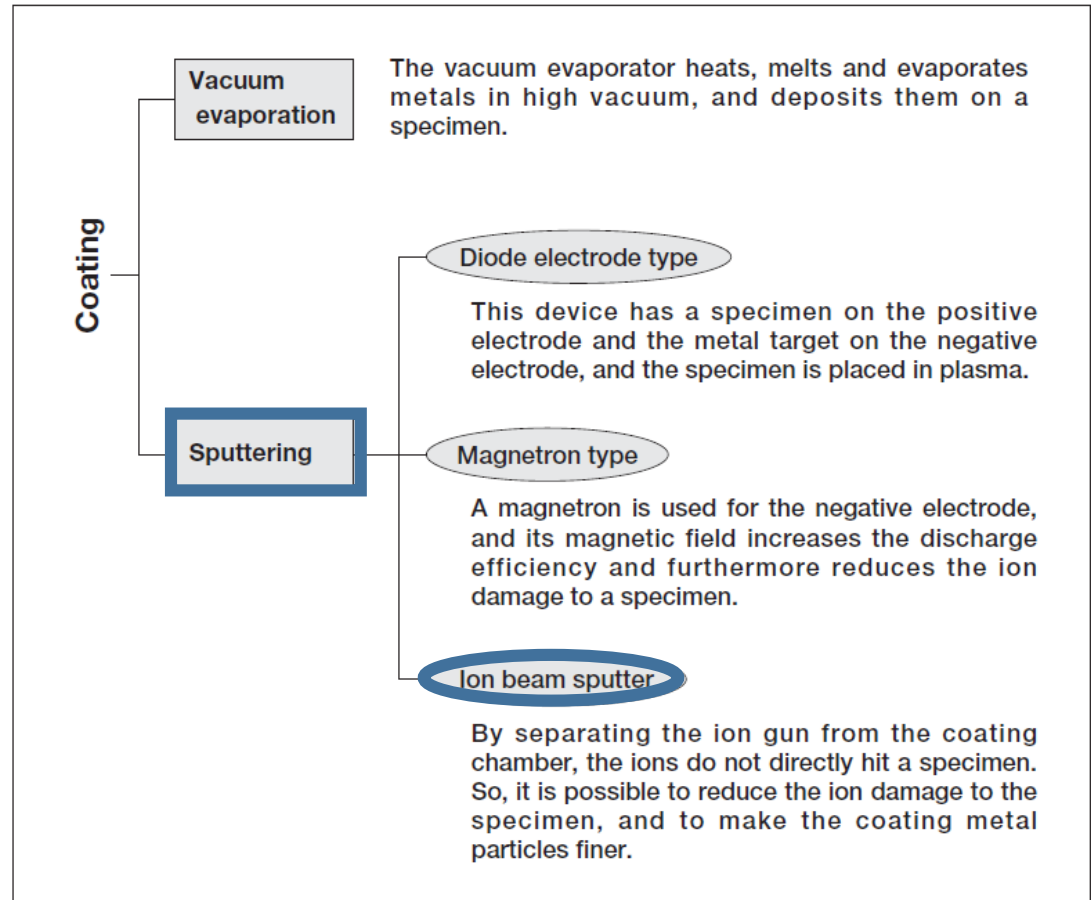 Coating
Vacuum
evaporation
The vacuum evaporator heats, melts and evaporates
metals in high vacuum, and deposits them on a
specimen.
Sputtering
Diode electrode type
This device has a specimen on the positive
electrode and the metal target on the negative
electrode, and the specimen is placed in plasma.
Magnetron type
A magnetron is used for the negative electrode,
and its magnetic field increases the discharge
efficiency and furthermore reduces the ion
damage to a specimen.
Ion beam sputter
By separating the ion gun from the coating
chamber, the ions do not directly hit a specimen.
So, it is possible to reduce the ion damage to the
specimen, and to make the coating metal
particles finer.